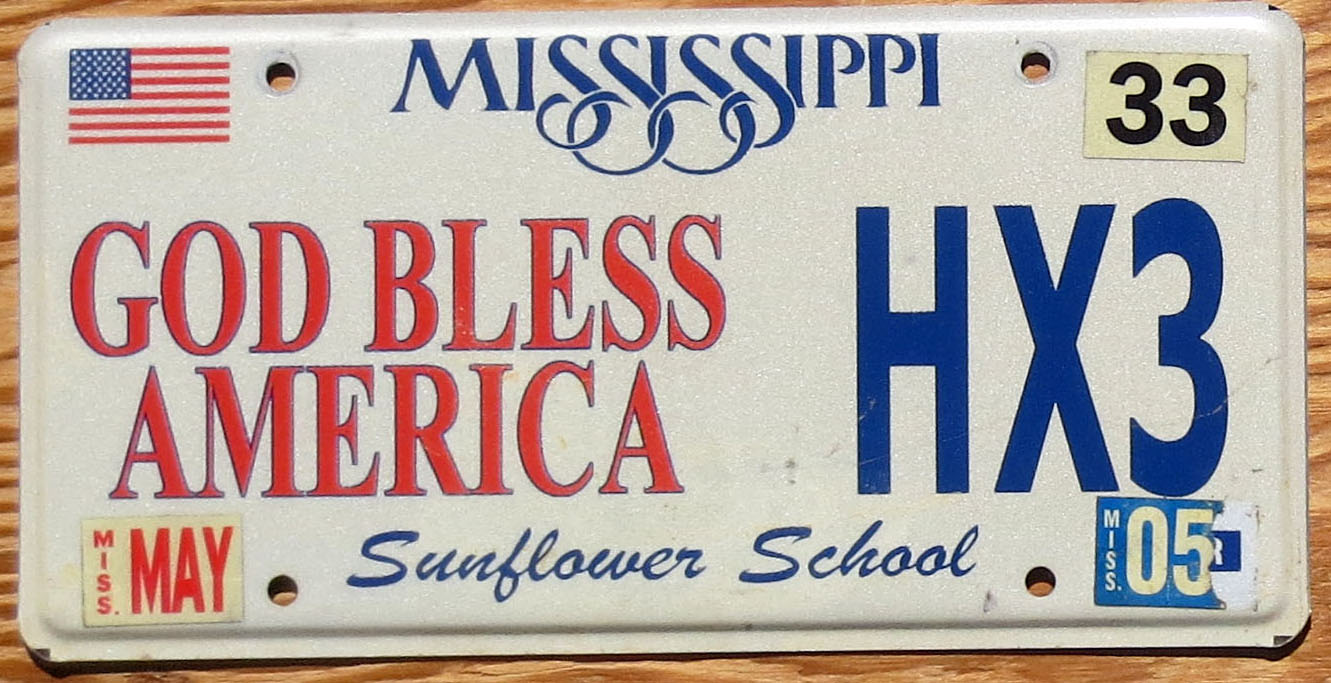 MISSISSIPPI
33
GOD BLESS
AMERICA
HX3
MISS. MAY
Sunflower School
MISS. 05
R